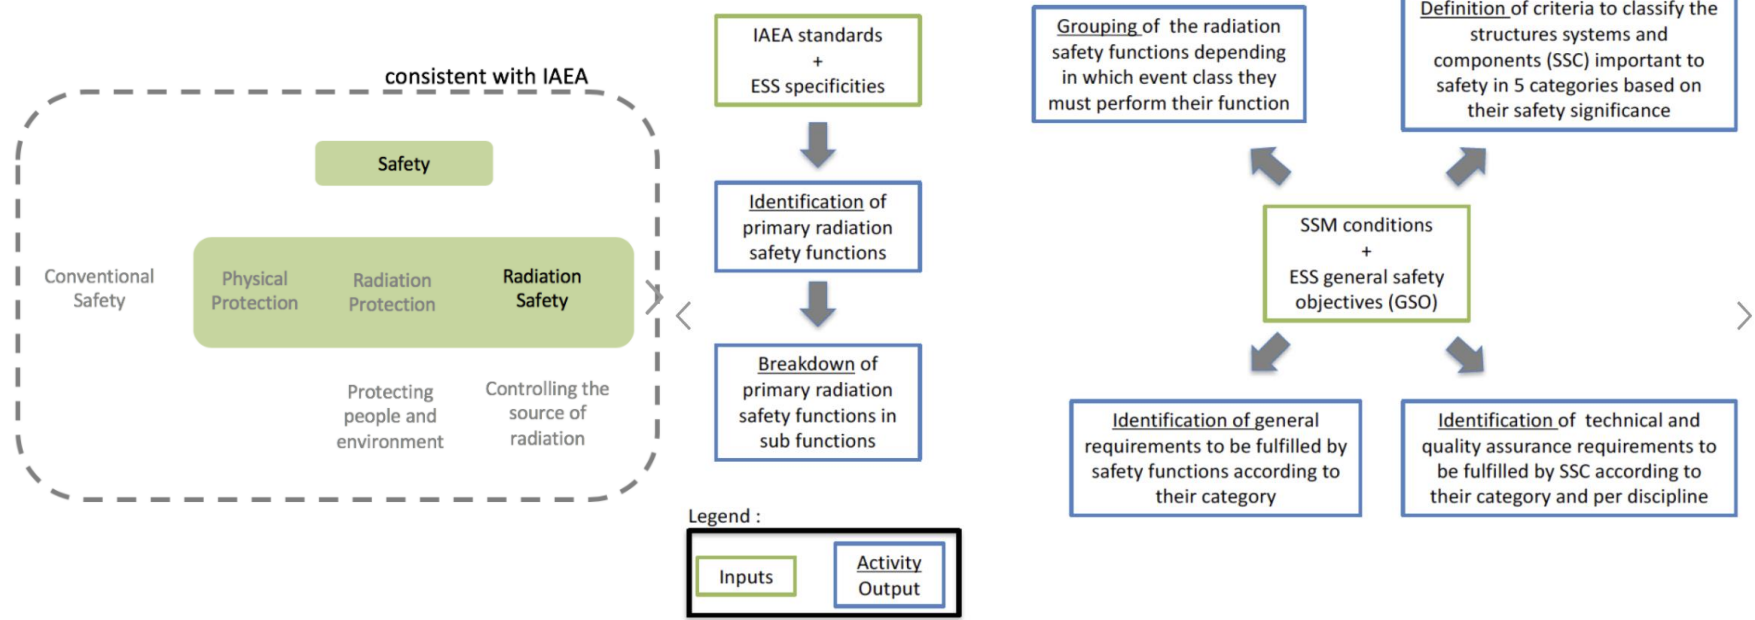 consistent with IAEA
Safety
Conventional
Safety
Physical
Protection
Radiation
Protection
Radiation
Safety
Protecting
people and
environment
Controlling the
source of
radiation
IAEA standards
+
ESS specificities
Identification of
primary radiation
safety functions
Breakdown of
primary radiation
safety functions in
sub functions
Legend :
Inputs
Activity
Output
Grouping of the radiation
safety functions depending
in which event class they
must perform their function
Definition of criteria to classify the
structures systems and
components (SSC) important to
safety in 5 categories based on
their safety significance
SSM conditions
+
ESS general safety
objectives (GSO)
Identification of general
requirements to be fulfilled by
safety functions according to
their category
Identification of technical and
quality assurance requirements to
be fulfilled by SSC according to
their category and per discipline